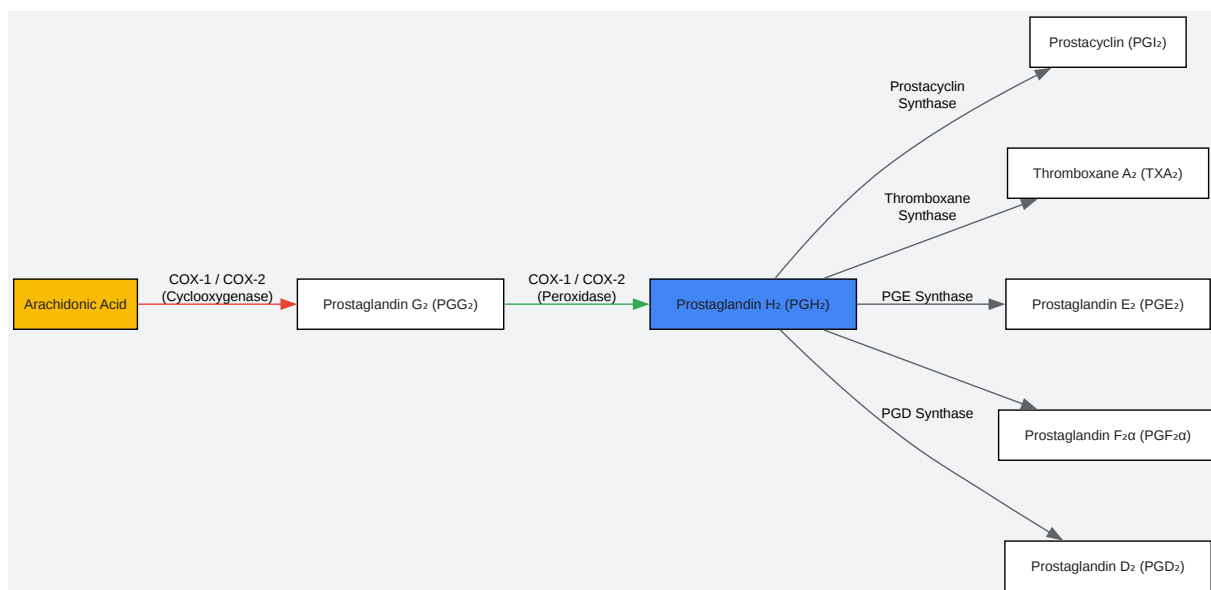 Prostacyclin (PGI₂)
Prostacyclin
Synthase
Thromboxane A₂ (TXA₂)
Thromboxane
Synthase
COX-1 / COX-2
(Cyclooxygenase)
COX-1 / COX-2
(Peroxidase)
Arachidonic Acid
Prostaglandin G₂ (PGG₂)
Prostaglandin H₂ (PGH₂)
PGE Synthase
Prostaglandin E₂ (PGE₂)
PGD Synthase
Prostaglandin F₂α (PGF₂α)
Prostaglandin D₂ (PGD₂)